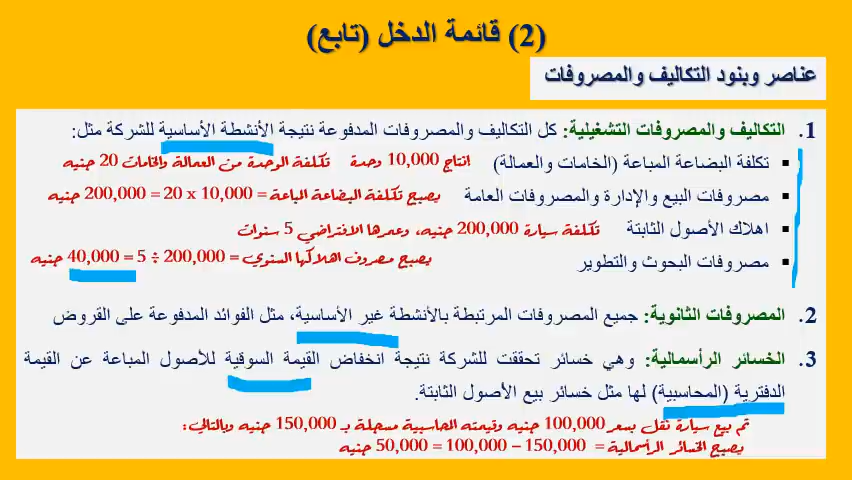 (2) قائمة الدخل (تابع)
عناصر وبنود التكاليف والمصروفات
1. التكاليف والمصروفات التشغيلية: كل التكاليف والمصروفات المدفوعة نتيجة الأنشطة الأساسية للشركة مثل:
▪ تكلفة البضاعة المباعة (الخامات والعمالة) انتاج 10,000 وحدة تكلفة الوحدة من العمالة والخامات 20 جنيه
▪ مصروفات البيع والإدارة والمصروفات العامة يصبح تكلفة البضاعة المباعة = 10,000 x 20 = 200,000 جنيه
▪ اهلاك الأصول الثابتة تكلفة سيارة 200,000 جنيه، وعمرها الافتراضي 5 سنوات
▪ مصروفات البحوث والتطوير يصبح مصروف اهلاكها السنوي = 200,000 ÷ 5 = 40,000 جنيه
2. المصروفات الثانوية: جميع المصروفات المرتبطة بالأنشطة غير الأساسية، مثل الفوائد المدفوعة على القروض
3. الخسائر الرأسمالية: وهي خسائر تحققت للشركة نتيجة انخفاض القيمة السوقية للأصول المباعة عن القيمة
الدفترية (المحاسبية) لها مثل خسائر بيع الأصول الثابتة.
تم بيع سيارة نقل بسعر 100,000 جنيه وقيمته المحاسبية مسجلة بـ 150,000 جنيه وبالتالي:
يصبح الخسائر الرأسمالية = 150,000 – 100,000 = 50,000 جنيه